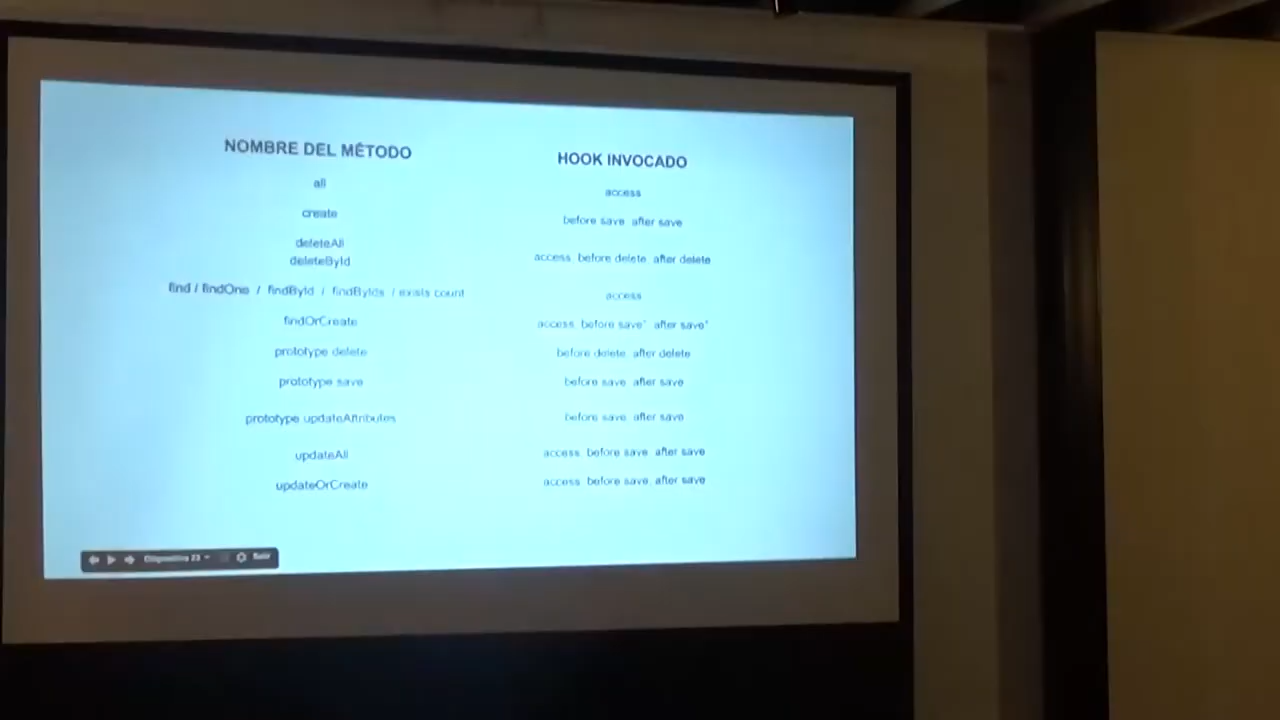 NOMBRE DEL MÉTODO HOOK INVOCADO
all access
create before save after save
deleteAll
deleteById access before delete after delete
find / findOne / findById / findByIds / exists count access
findOrCreate access before save* after save*
prototype delete before delete after delete
prototype save before save after save
prototype updateAttributes before save after save
updateAll access before save after save
updateOrCreate access before save after save
Diapositiva 23 Salir